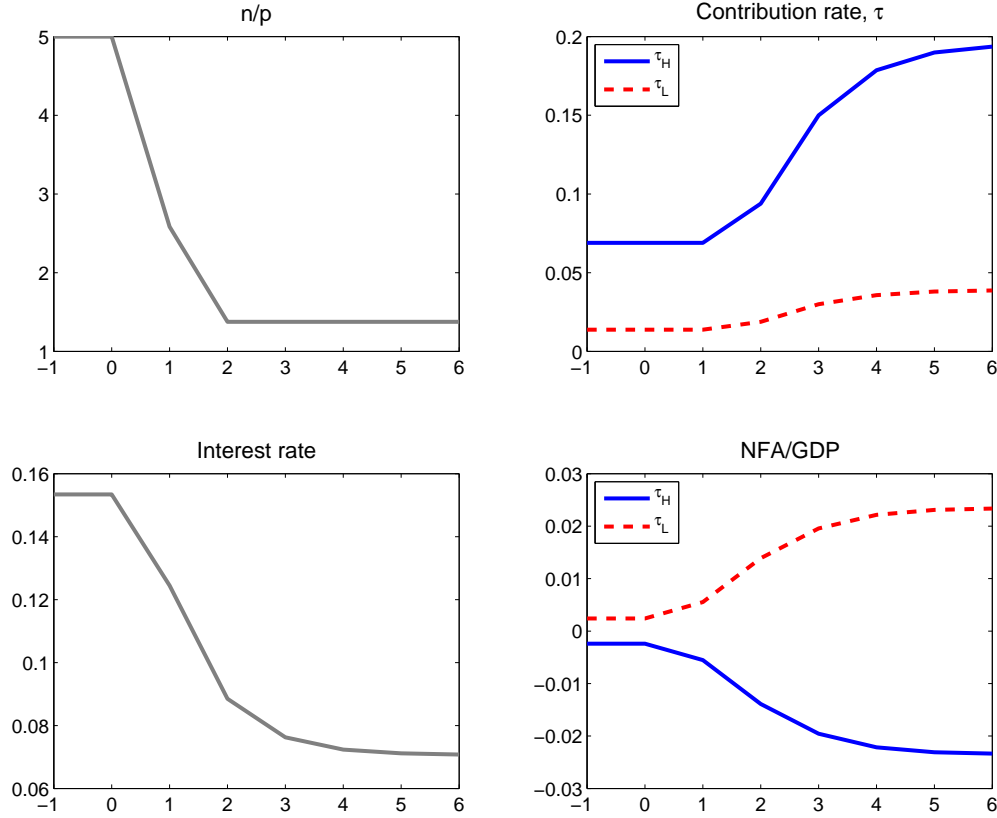 n/p
5
4
3
2
1
−1 0 1 2 3 4 5 6
Contribution rate, τ
0.2
0.15
0.1
0.05
0
τH
τL
−1 0 1 2 3 4 5 6
Interest rate
0.16
0.14
0.12
0.1
0.08
0.06
−1 0 1 2 3 4 5 6
NFA/GDP
0.03
0.02
0.01
0
−0.01
−0.02
−0.03
τH
τL
−1 0 1 2 3 4 5 6